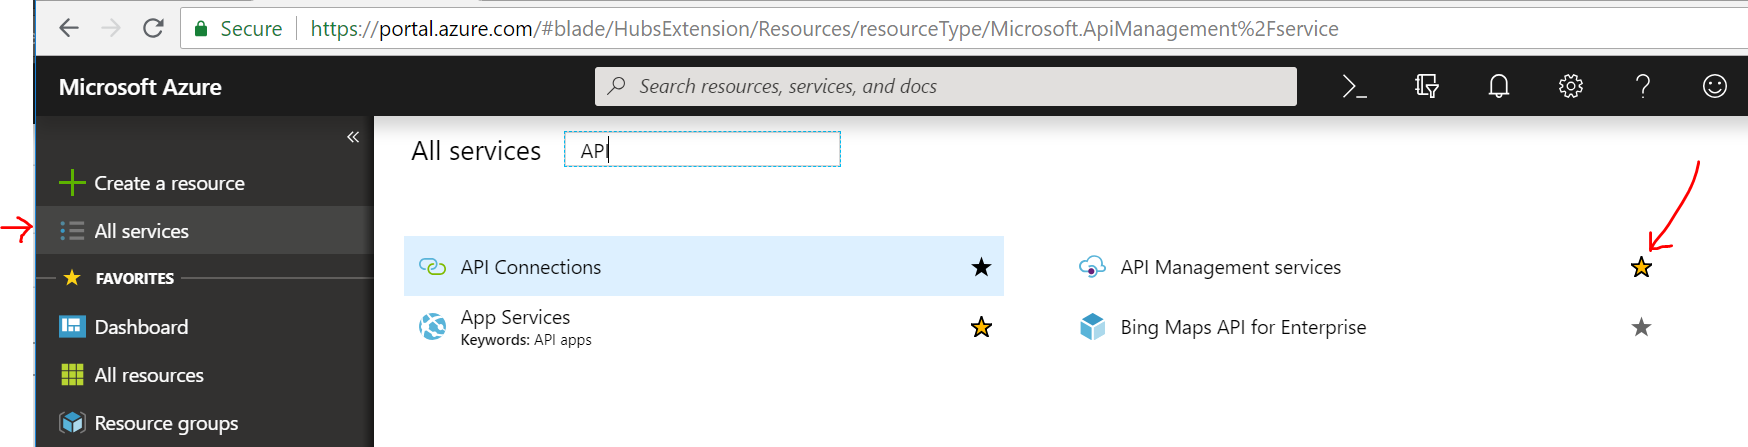 Secure https://portal.azure.com/#blade/HubsExtension/Resources/resourceType/Microsoft.ApiManagement%2Fservice
Microsoft Azure
Search resources, services, and docs
«
All services
API
Create a resource
All services
FAVORITES
Dashboard
All resources
Resource groups
API Connections
API Management services
App Services
Keywords: API apps
Bing Maps API for Enterprise